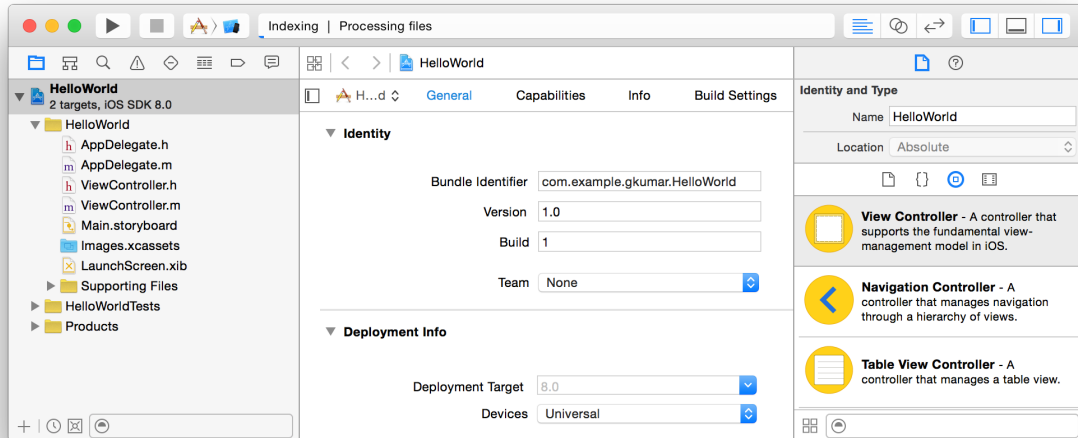 Indexing | Processing files
HelloWorld
2 targets, iOS SDK 8.0
HelloWorld
h AppDelegate.h
m AppDelegate.m
h ViewController.h
m ViewController.m
Main.storyboard
Images.xcassets
LaunchScreen.xib
Supporting Files
HelloWorldTests
Products
HelloWorld
H...d
General
Capabilities
Info
Build Settings
Identity
Bundle Identifier com.example.gkumar.HelloWorld
Version 1.0
Build 1
Team None
Deployment Info
Deployment Target 8.0
Devices Universal
Identity and Type
Name HelloWorld
Location Absolute
View Controller - A controller that
supports the fundamental view-
management model in iOS.
Navigation Controller - A
controller that manages navigation
through a hierarchy of views.
Table View Controller - A
controller that manages a table view.